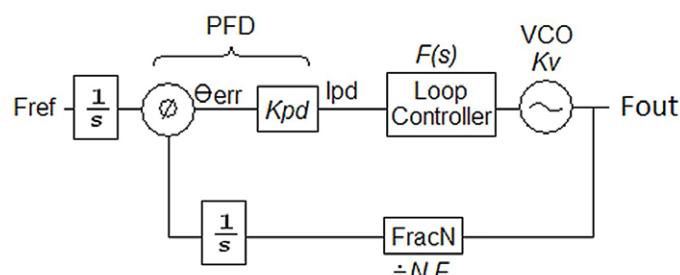 PFD
VCO
F(s)
Kv
Fref
1
s
Ø
Θerr
Kpd
Ipd
Loop
Controller
Fout
1
s
FracN
÷N.F